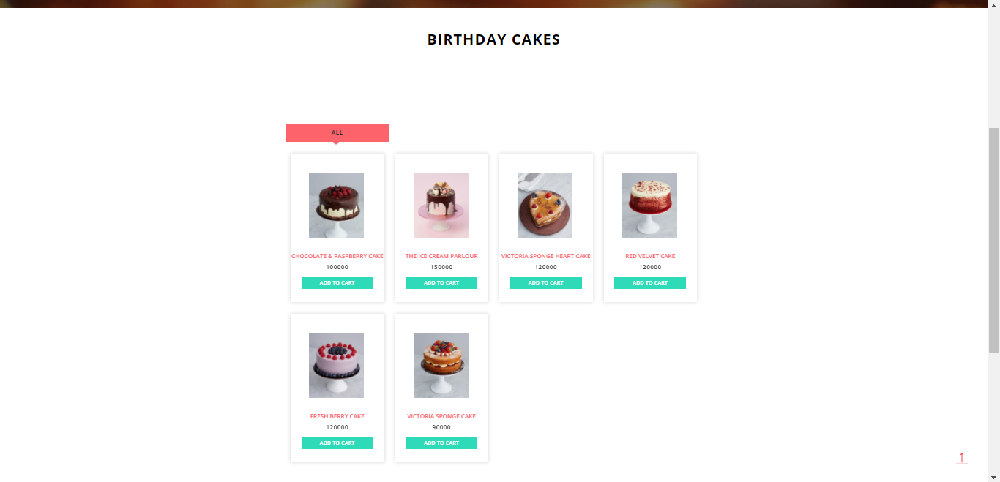 BIRTHDAY CAKES
ALL
CHOCOLATE & RASPBERRY CAKE
100000
ADD TO CART
THE ICE CREAM PARLOUR
150000
ADD TO CART
VICTORIA SPONGE HEART CAKE
120000
ADD TO CART
RED VELVET CAKE
120000
ADD TO CART
FRESH BERRY CAKE
120000
ADD TO CART
VICTORIA SPONGE CAKE
90000
ADD TO CART